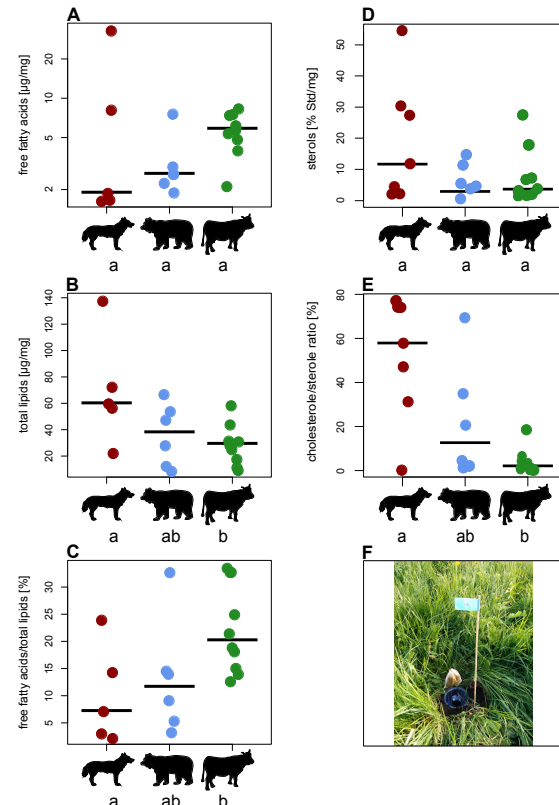 A
free fatty acids [µg/mg]
20
10
5
2
a a a
B
total lipids [µg/mg]
140
120
100
80
60
40
20
a ab b
C
free fatty acids/total lipids [%]
30
25
20
15
10
5
a ab b
D
sterols [% Std/mg]
50
40
30
20
10
0
a a a
E
cholesterole/sterole ratio [%]
80
60
40
20
0
a ab b
F